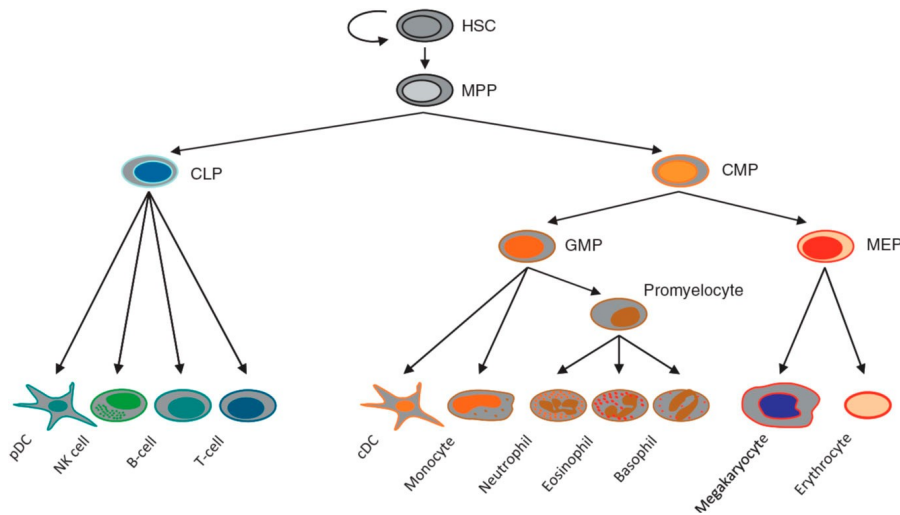 HSC
MPP
CLP
CMP
GMP
MEP
Promyelocyte
pDC
NK cell
B-cell
T-cell
cDC
Monocyte
Neutrophil
Eosinophil
Basophil
Megakaryocyte
Erythrocyte